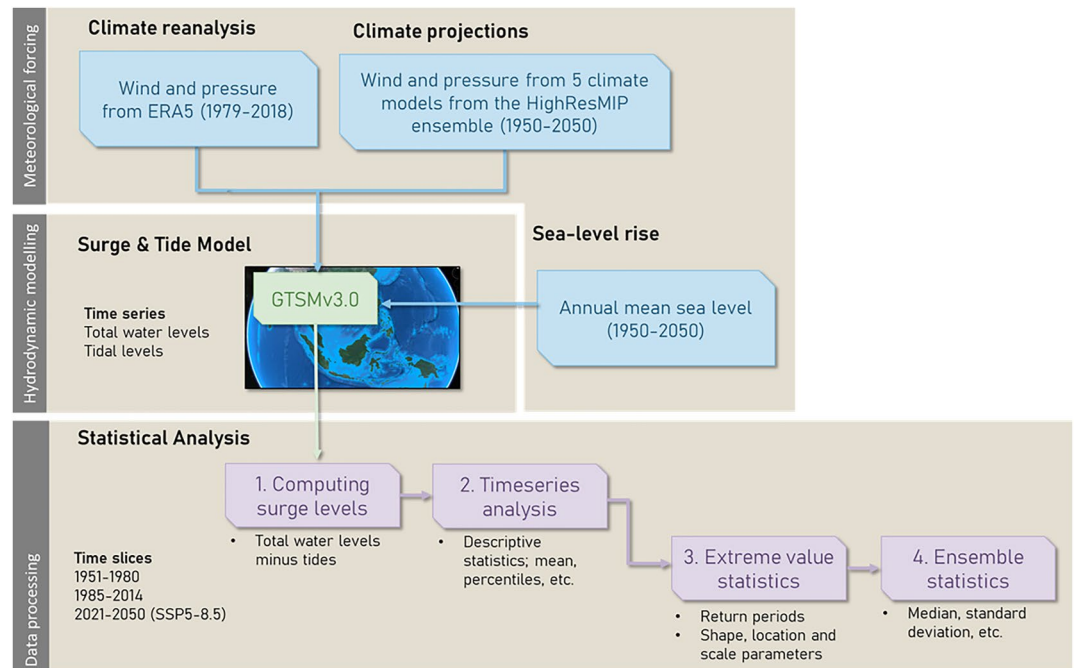 Meteorological forcing
Climate reanalysis
Wind and pressure
from ERA5 (1979-2018)
Climate projections
Wind and pressure from 5 climate
models from the HighResMIP
ensemble (1950-2050)
Hydrodynamic modelling
Surge & Tide Model
Time series
Total water levels
Tidal levels
GTSMv3.0
Sea-level rise
Annual mean sea level
(1950-2050)
Data processing
Statistical Analysis
Time slices
1951-1980
1985-2014
2021-2050 (SSP5-8.5)
1. Computing
surge levels
• Total water levels
minus tides
2. Timeseries
analysis
• Descriptive
statistics; mean,
percentiles, etc.
3. Extreme value
statistics
• Return periods
• Shape, location and
scale parameters
4. Ensemble
statistics
• Median, standard
deviation, etc.